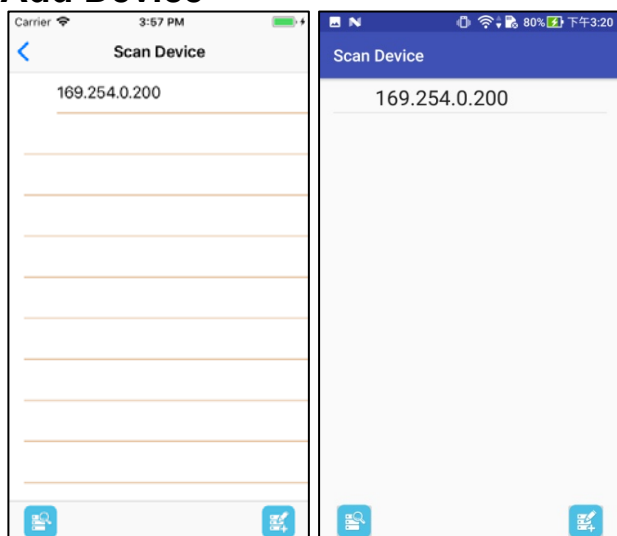 Add Device
Carrier 3:57 PM
Scan Device
169.254.0.200
80% 下午3:20
Scan Device
169.254.0.200